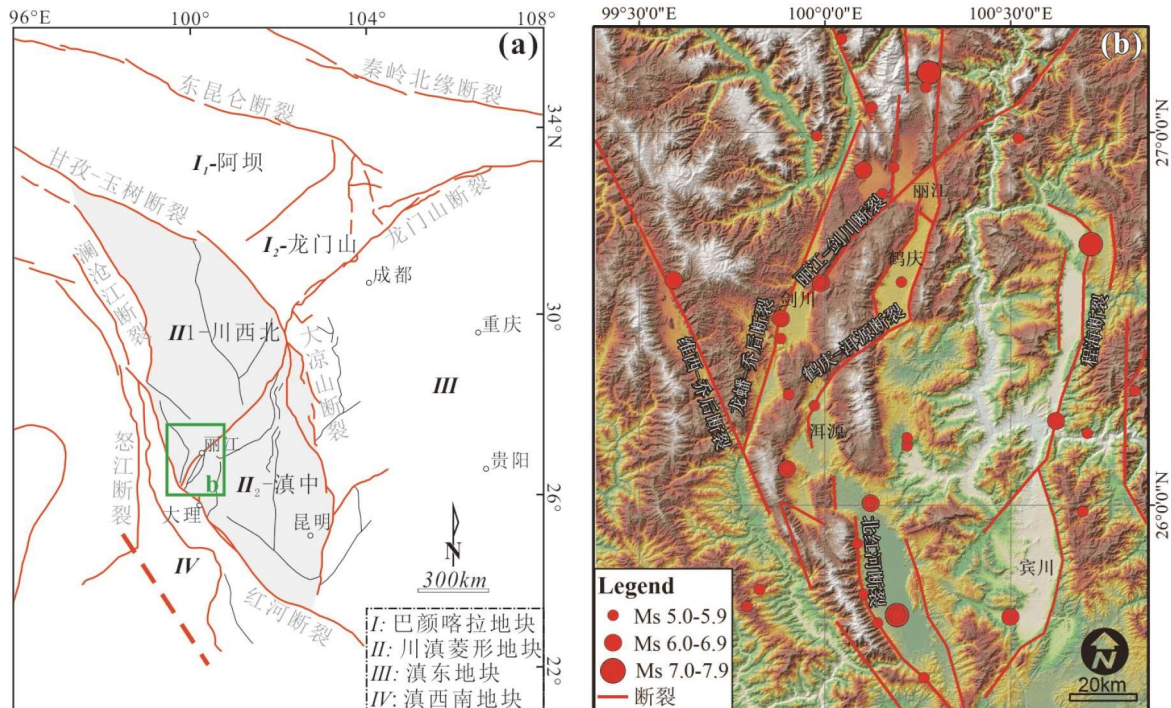 96°E
100°
104°
108°
(a)
秦岭北缘断裂
东昆仑断裂
34°N
I₁-阿坝
甘孜-玉树断裂
龙门山断裂
I₂-龙门山
澜沧江断裂
成都
30°
II1-川西北
大凉山断裂
重庆
III
丽江
b
II₂-滇中
贵阳
26°
怒江断裂
大理
昆明
N
IV
300km
红河断裂
I: 巴颜喀拉地块
II: 川滇菱形地块
III: 滇东地块
IV: 滇西南地块
22°
99°30'0"E
100°0'0"E
100°30'0"E
(b)
27°0'0"N
丽江
丽江-剑川断裂
鹤庆
剑川
程海断裂
鹤庆-洱源断裂
龙蟠-乔后断裂
维西-乔后断裂
洱源
26°0'0"N
红河断裂北段
宾川
Legend
Ms 5.0-5.9
Ms 6.0-6.9
Ms 7.0-7.9
断裂
N
20km